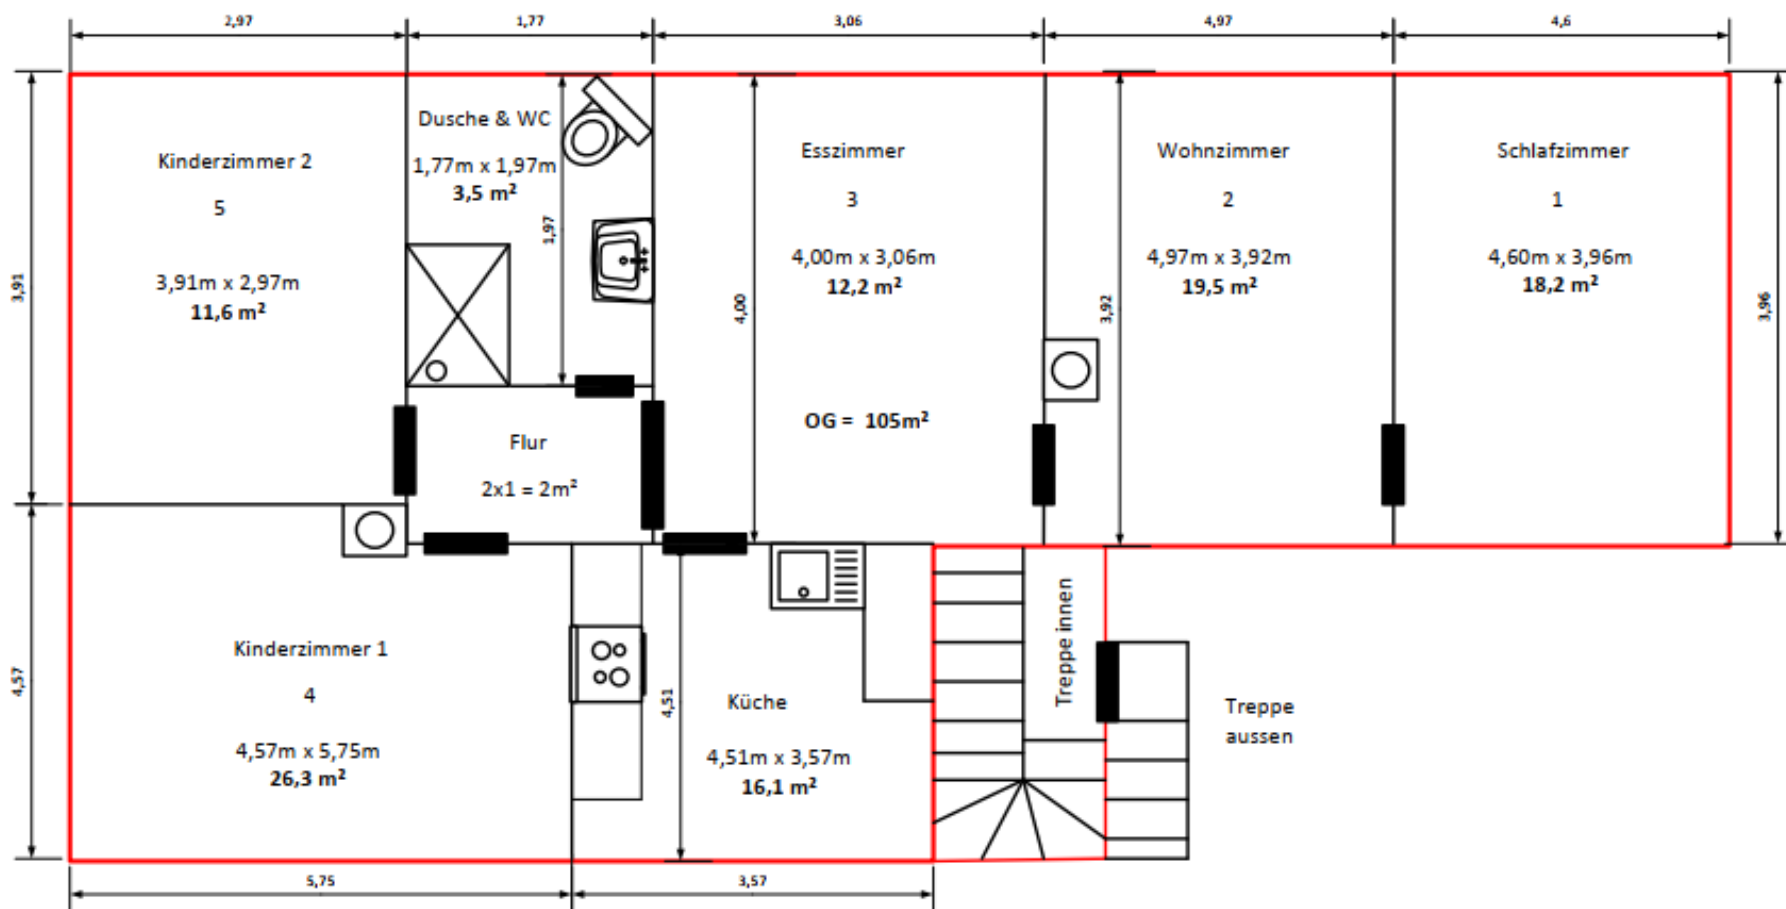 2,97
1,77
3,06
4,97
4,6
Kinderzimmer 2
5
3,91m x 2,97m
11,6 m²
3,91
Dusche & WC
1,77m x 1,97m
3,5 m²
1,97
Esszimmer
3
4,00m x 3,06m
12,2 m²
4,00
OG = 105m²
Wohnzimmer
2
4,97m x 3,92m
19,5 m²
3,92
Schlafzimmer
1
4,60m x 3,96m
18,2 m²
3,96
Flur
2x1 = 2m²
Kinderzimmer 1
4
4,57m x 5,75m
26,3 m²
4,57
4,51
Küche
4,51m x 3,57m
16,1 m²
Treppe innen
Treppe
aussen
5,75
3,57